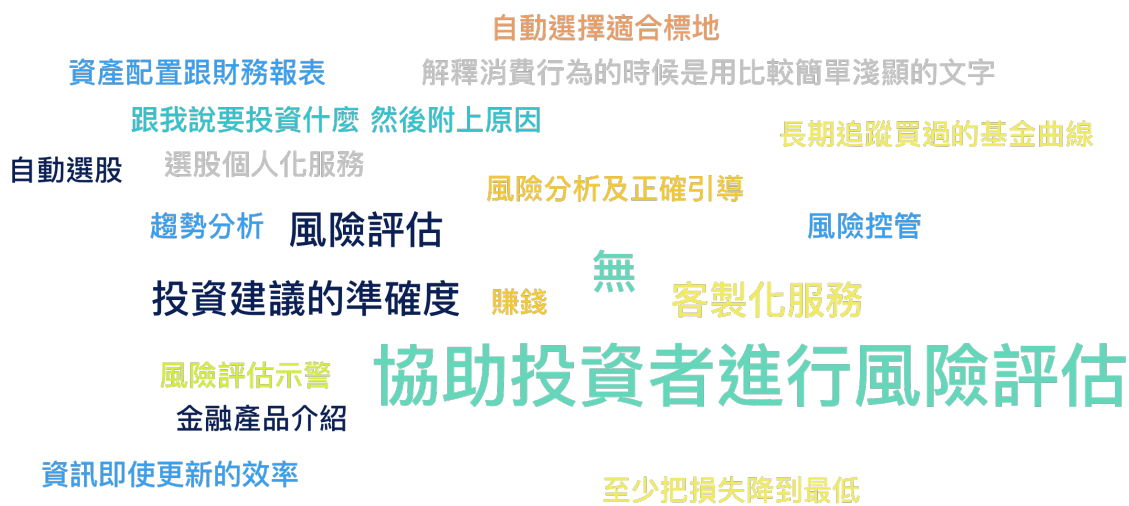 自動選擇適合標地
資產配置跟財務報表
解釋消費行為的時候是用比較簡單淺顯的文字
跟我說要投資什麼 然後附上原因
長期追蹤買過的基金曲線
自動選股
選股個人化服務
風險分析及正確引導
趨勢分析
風險評估
風險控管
無
投資建議的準確度
賺錢
客製化服務
風險評估示警
協助投資者進行風險評估
金融產品介紹
資訊即使更新的效率
至少把損失降到最低